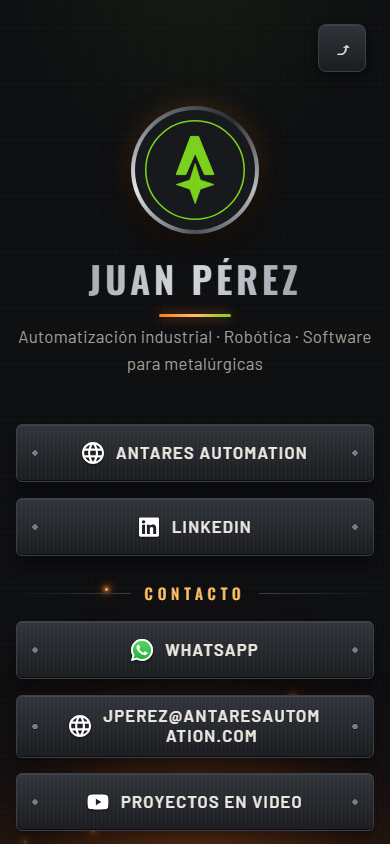 JUAN PÉREZ
Automatización industrial · Robótica · Software
para metalúrgicas
ANTARES AUTOMATION
LINKEDIN
CONTACTO
WHATSAPP
JPEREZ@ANTARESAUTOM
ATION.COM
PROYECTOS EN VIDEO